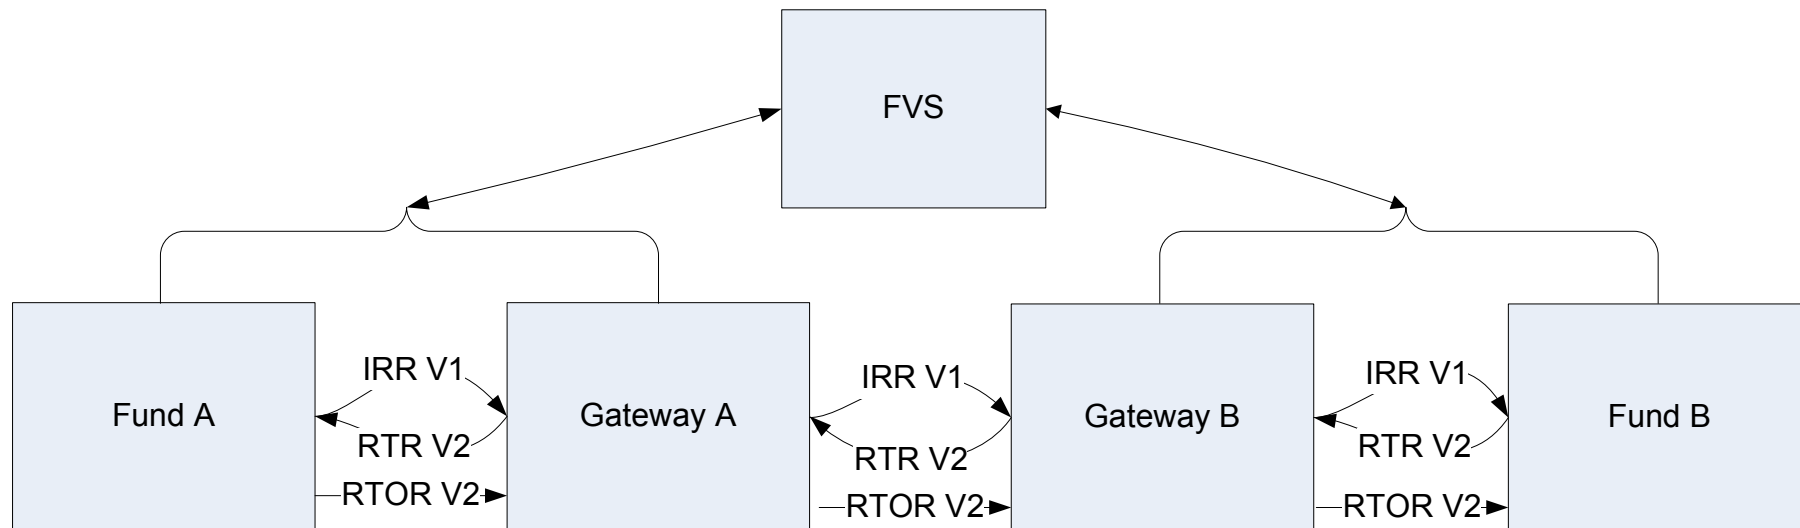 FVS
Fund A
IRR V1
RTR V2
RTOR V2
Gateway A
IRR V1
RTR V2
RTOR V2
Gateway B
IRR V1
RTR V2
RTOR V2
Fund B